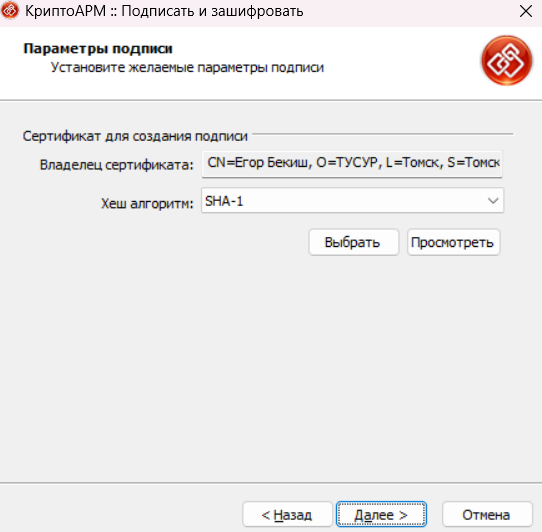 КриптоАРМ :: Подписать и зашифровать
Параметры подписи
Установите желаемые параметры подписи
Сертификат для создания подписи
Владелец сертификата: CN=Егор Бекиш, O=ТУСУР, L=Томск, S=Томск
Хеш алгоритм: SHA-1
Выбрать Просмотреть
< Назад Далее > Отмена